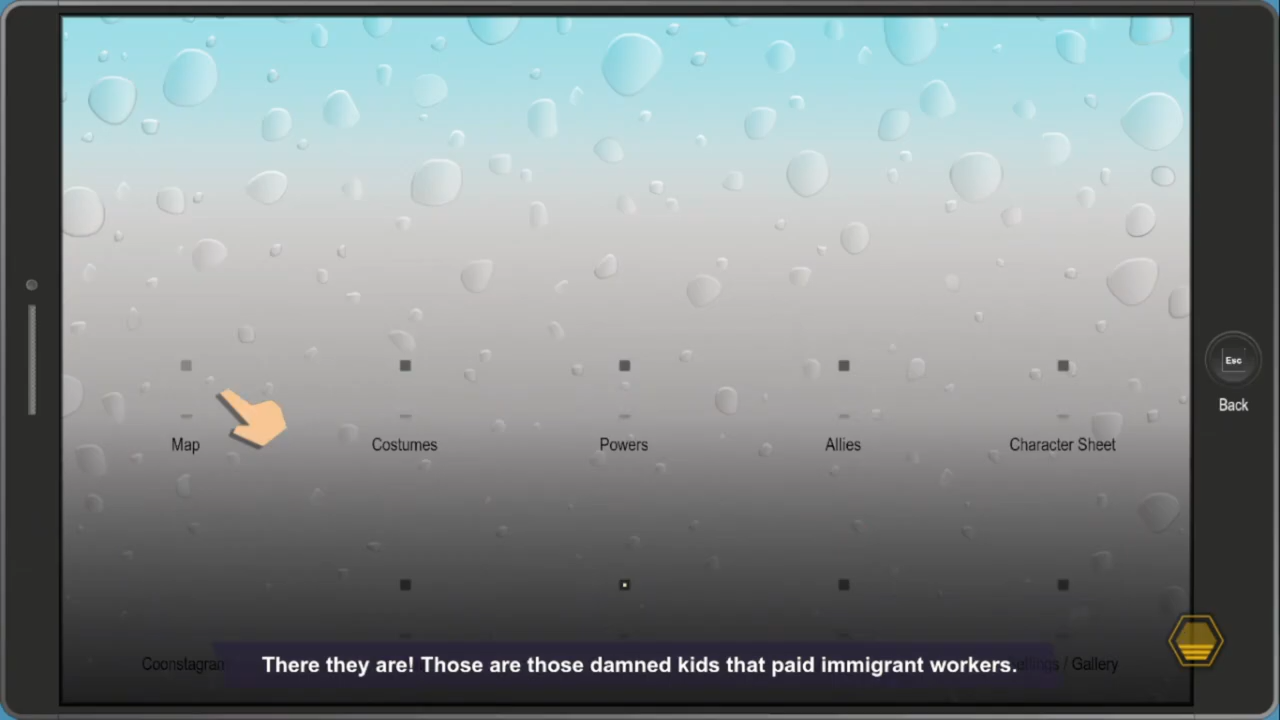 Esc
Back
Map
Costumes
Powers
Allies
Character Sheet
Coonstagram
/ Gallery
There they are! Those are those damned kids that paid immigrant workers.